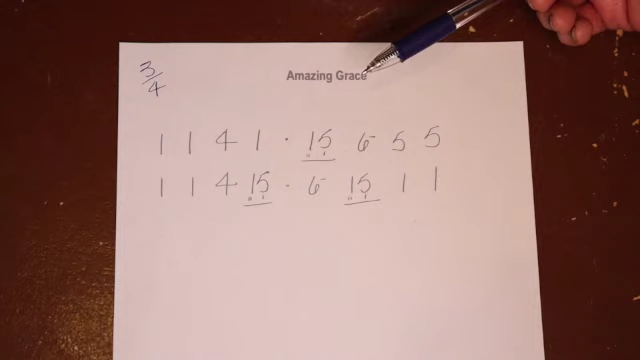 3/4
Amazing Grace
1 1 4 1 · 15 6- 5 5
1 1 4 15 · 6- 15 1 1